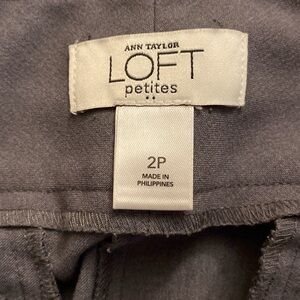 ANN TAYLOR
LOFT
petites
2P
MADE IN
PHILIPPINES